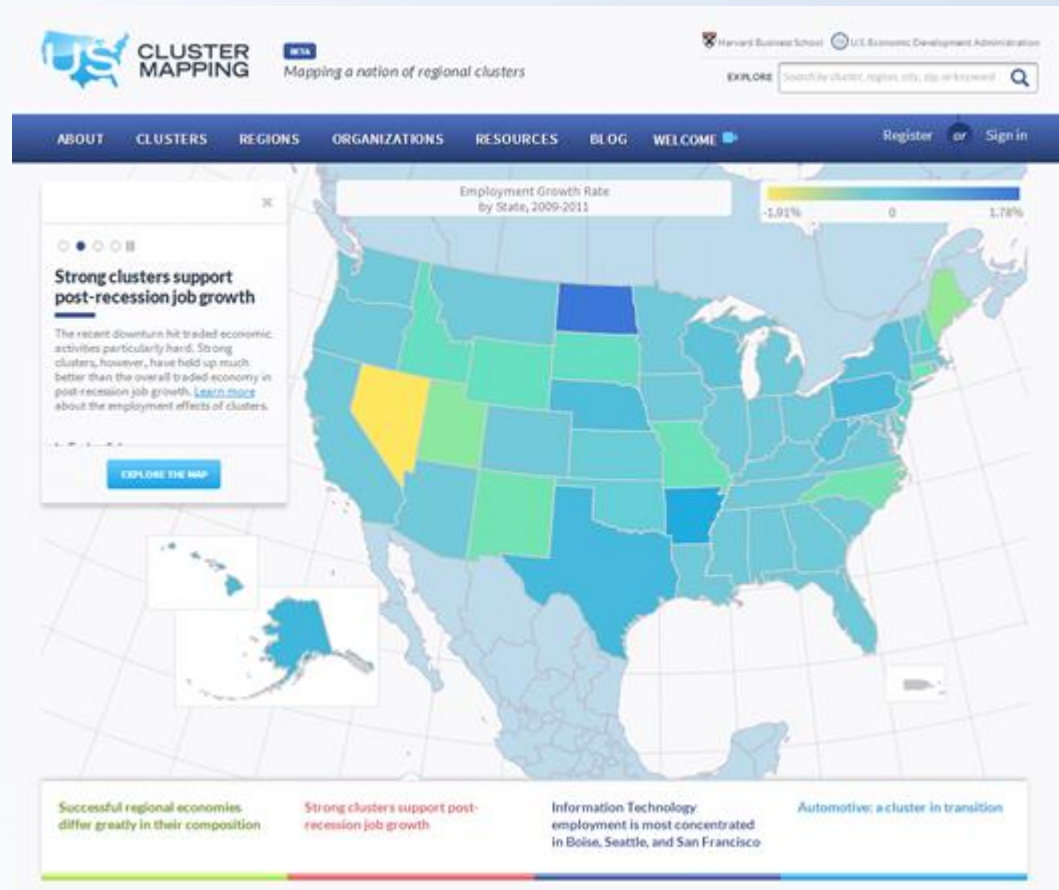 US CLUSTER
MAPPING
BETA
Mapping a nation of regional clusters
Harvard Business School U.S. Economic Development Administration
EXPLORE Search by cluster, region, city, zip or keyword
ABOUT CLUSTERS REGIONS ORGANIZATIONS RESOURCES BLOG WELCOME Register or Sign in
Employment Growth Rate
by State, 2009-2011
-1.91% 0 1.78%
Strong clusters support
post-recession job growth
The recent downturn hit traded economic
activities particularly hard. Strong
clusters, however, have held up much
better than the overall traded economy in
post-recession job growth. Learn more
about the employment effects of clusters.
EXPLORE THE MAP
Successful regional economies
differ greatly in their composition
Strong clusters support post-
recession job growth
Information Technology
employment is most concentrated
in Boise, Seattle, and San Francisco
Automotive: a cluster in transition